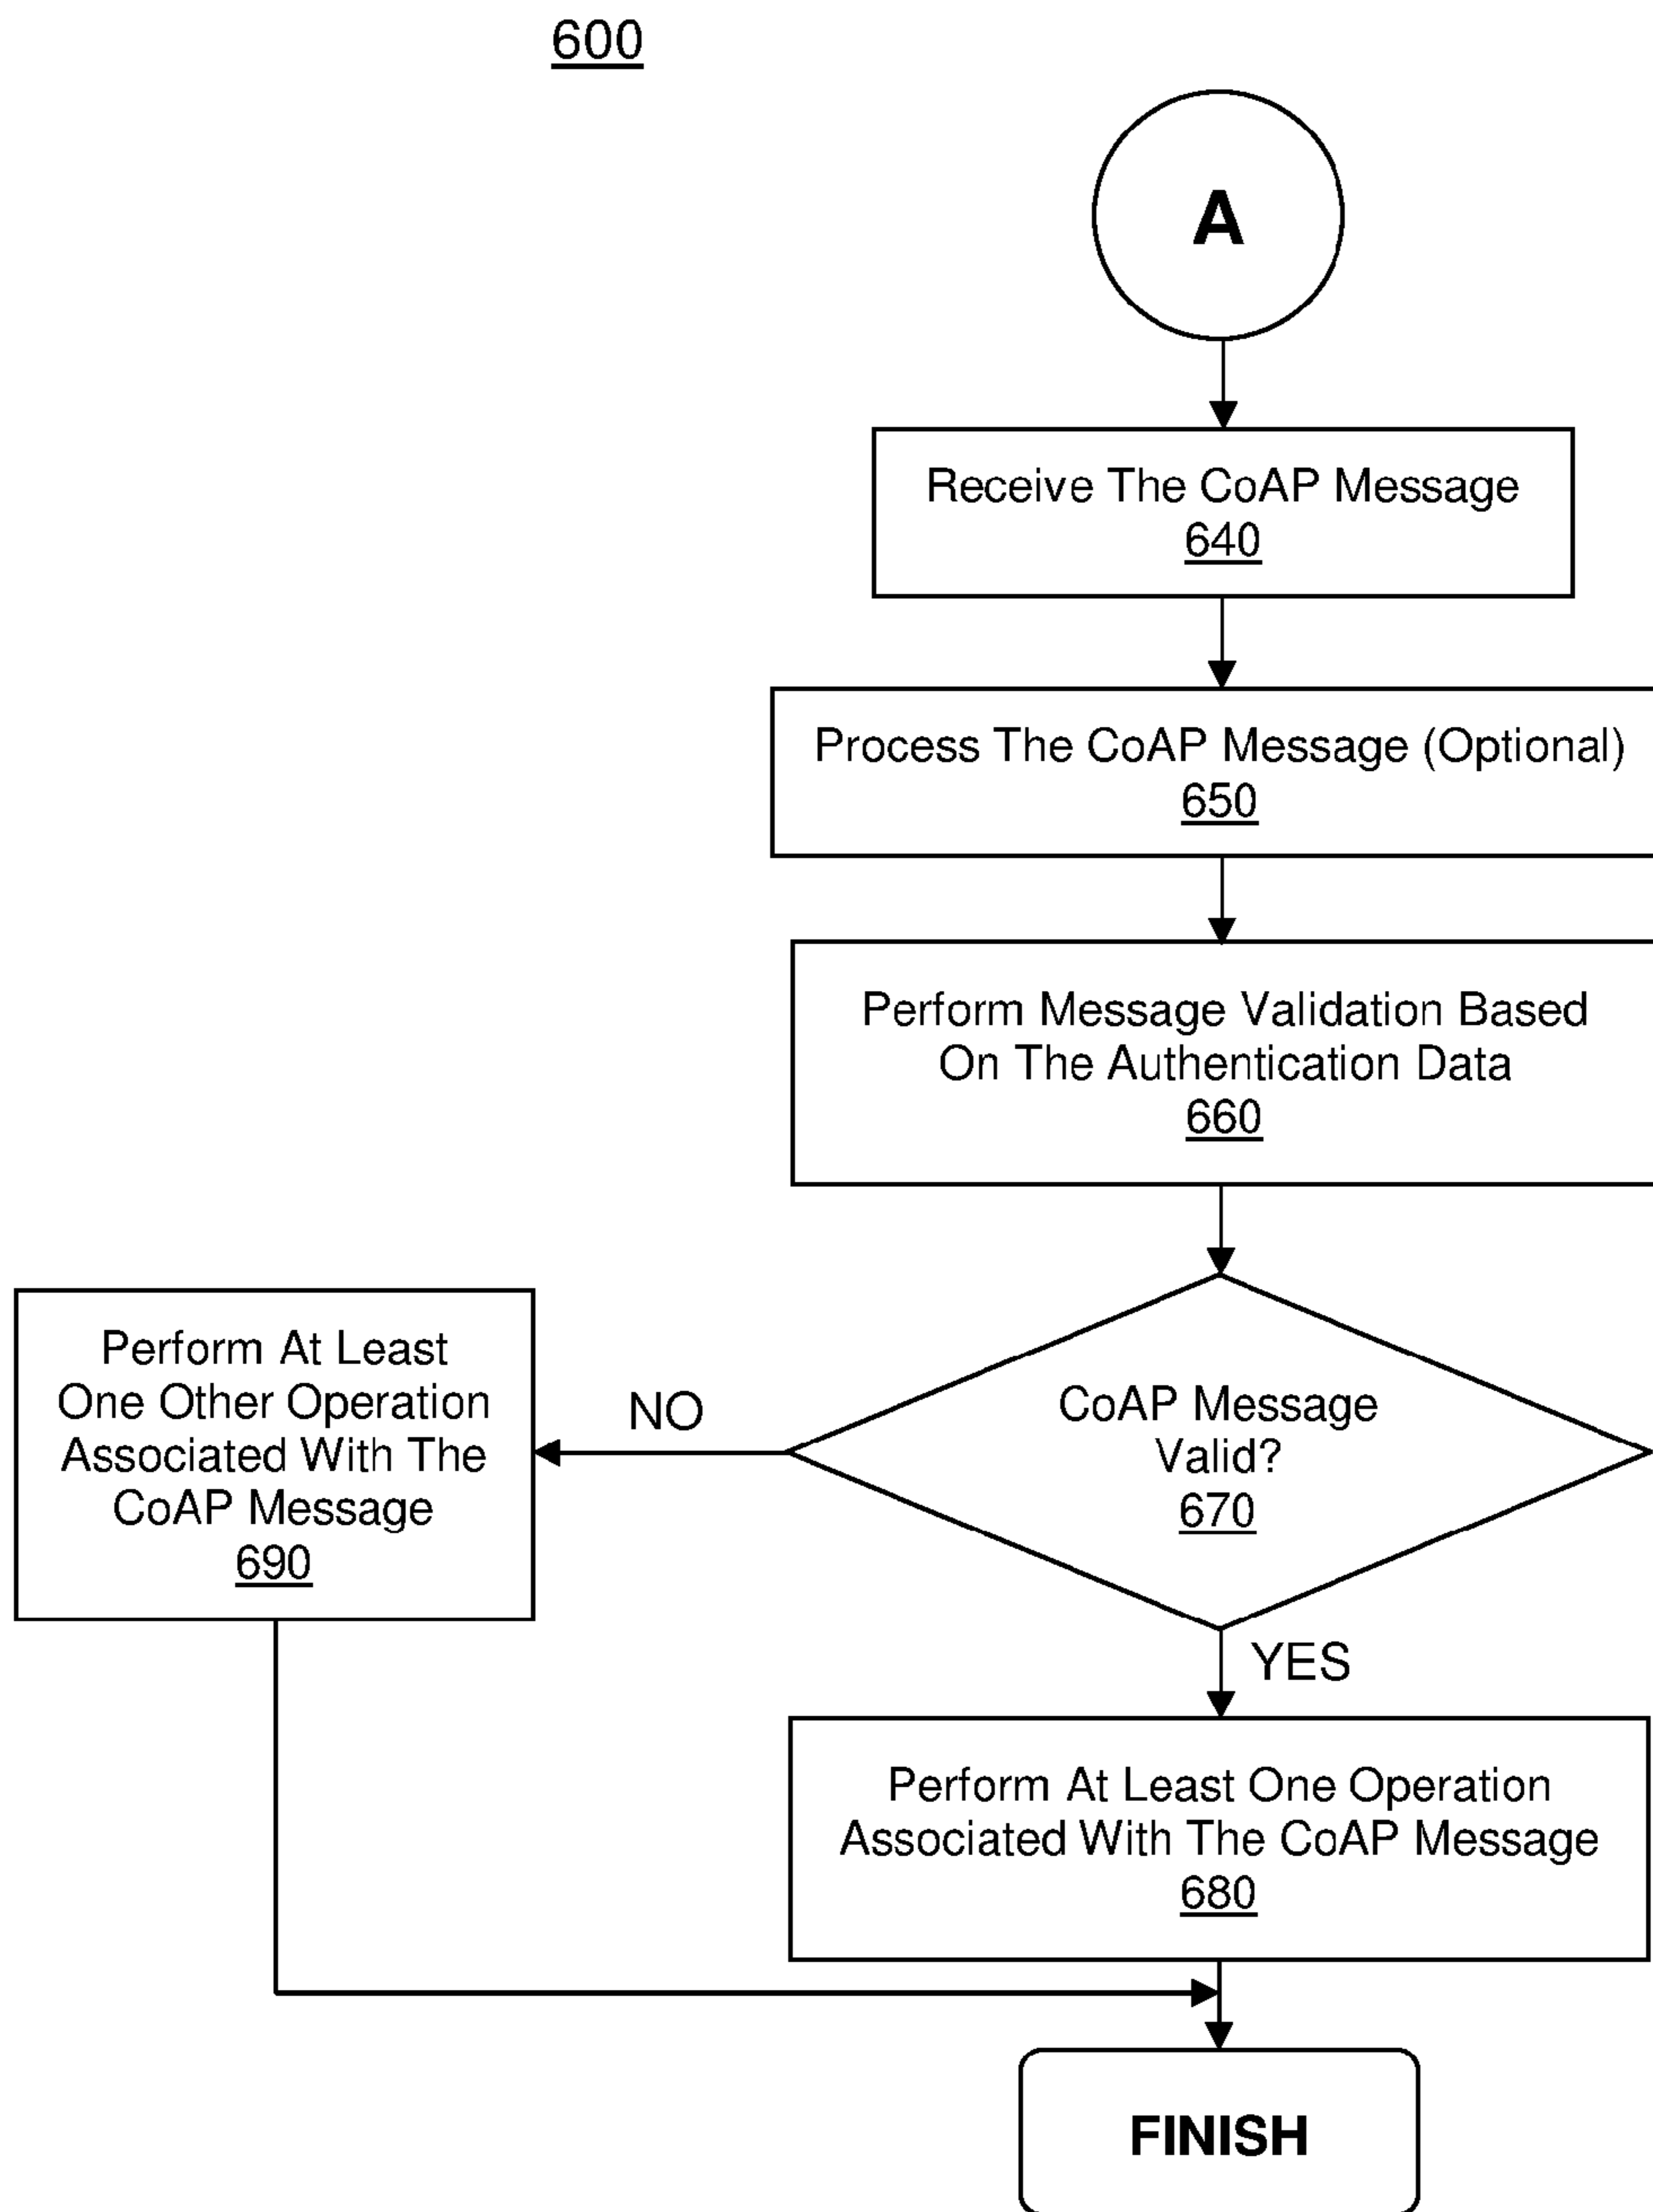 600
A
Receive The CoAP Message
640
Process The CoAP Message (Optional)
650
Perform Message Validation Based
On The Authentication Data
660
CoAP Message
Valid?
670
NO
Perform At Least
One Other Operation
Associated With The
CoAP Message
690
YES
Perform At Least One Operation
Associated With The CoAP Message
680
FINISH